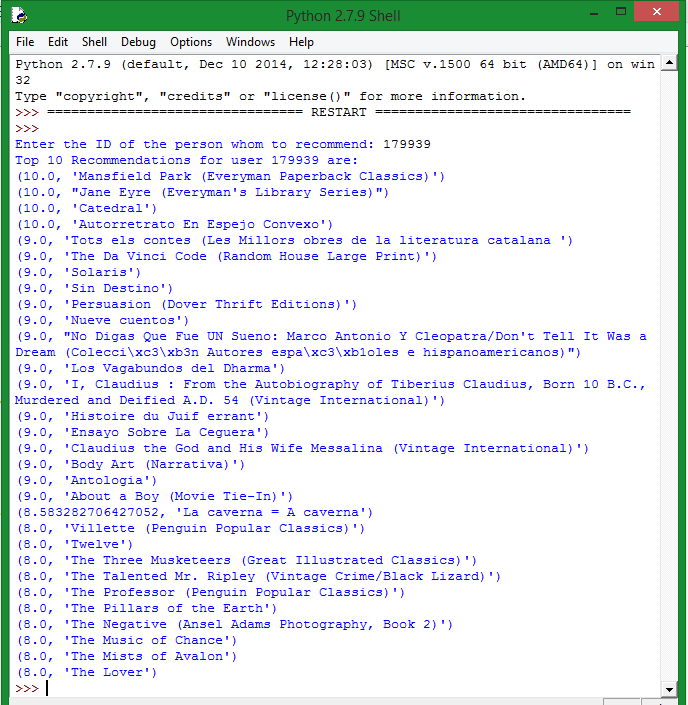 Python 2.7.9 Shell
File Edit Shell Debug Options Windows Help
Python 2.7.9 (default, Dec 10 2014, 12:28:03) [MSC v.1500 64 bit (AMD64)] on win
32
Type "copyright", "credits" or "license()" for more information.
>>> ================================ RESTART ================================
>>>
Enter the ID of the person whom to recommend: 179939
Top 10 Recommendations for user 179939 are:
(10.0, 'Mansfield Park (Everyman Paperback Classics)')
(10.0, "Jane Eyre (Everyman's Library Series)")
(10.0, 'Catedral')
(10.0, 'Autorretrato En Espejo Convexo')
(9.0, 'Tots els contes (Les Millors obres de la literatura catalana ')
(9.0, 'The Da Vinci Code (Random House Large Print)')
(9.0, 'Solaris')
(9.0, 'Sin Destino')
(9.0, 'Persuasion (Dover Thrift Editions)')
(9.0, 'Nueve cuentos')
(9.0, "No Digas Que Fue UN Sueno: Marco Antonio Y Cleopatra/Don't Tell It Was a
Dream (Colecci\xc3\xb3n Autores espa\xc3\xb1oles e hispanoamericanos)")
(9.0, 'Los Vagabundos del Dharma')
(9.0, 'I, Claudius : From the Autobiography of Tiberius Claudius, Born 10 B.C.,
Murdered and Deified A.D. 54 (Vintage International)')
(9.0, 'Histoire du Juif errant')
(9.0, 'Ensayo Sobre La Ceguera')
(9.0, 'Claudius the God and His Wife Messalina (Vintage International)')
(9.0, 'Body Art (Narrativa)')
(9.0, 'Antologia')
(9.0, 'About a Boy (Movie Tie-In)')
(8.583282706427052, 'La caverna = A caverna')
(8.0, 'Villette (Penguin Popular Classics)')
(8.0, 'Twelve')
(8.0, 'The Three Musketeers (Great Illustrated Classics)')
(8.0, 'The Talented Mr. Ripley (Vintage Crime/Black Lizard)')
(8.0, 'The Professor (Penguin Popular Classics)')
(8.0, 'The Pillars of the Earth')
(8.0, 'The Negative (Ansel Adams Photography, Book 2)')
(8.0, 'The Music of Chance')
(8.0, 'The Mists of Avalon')
(8.0, 'The Lover')
>>>